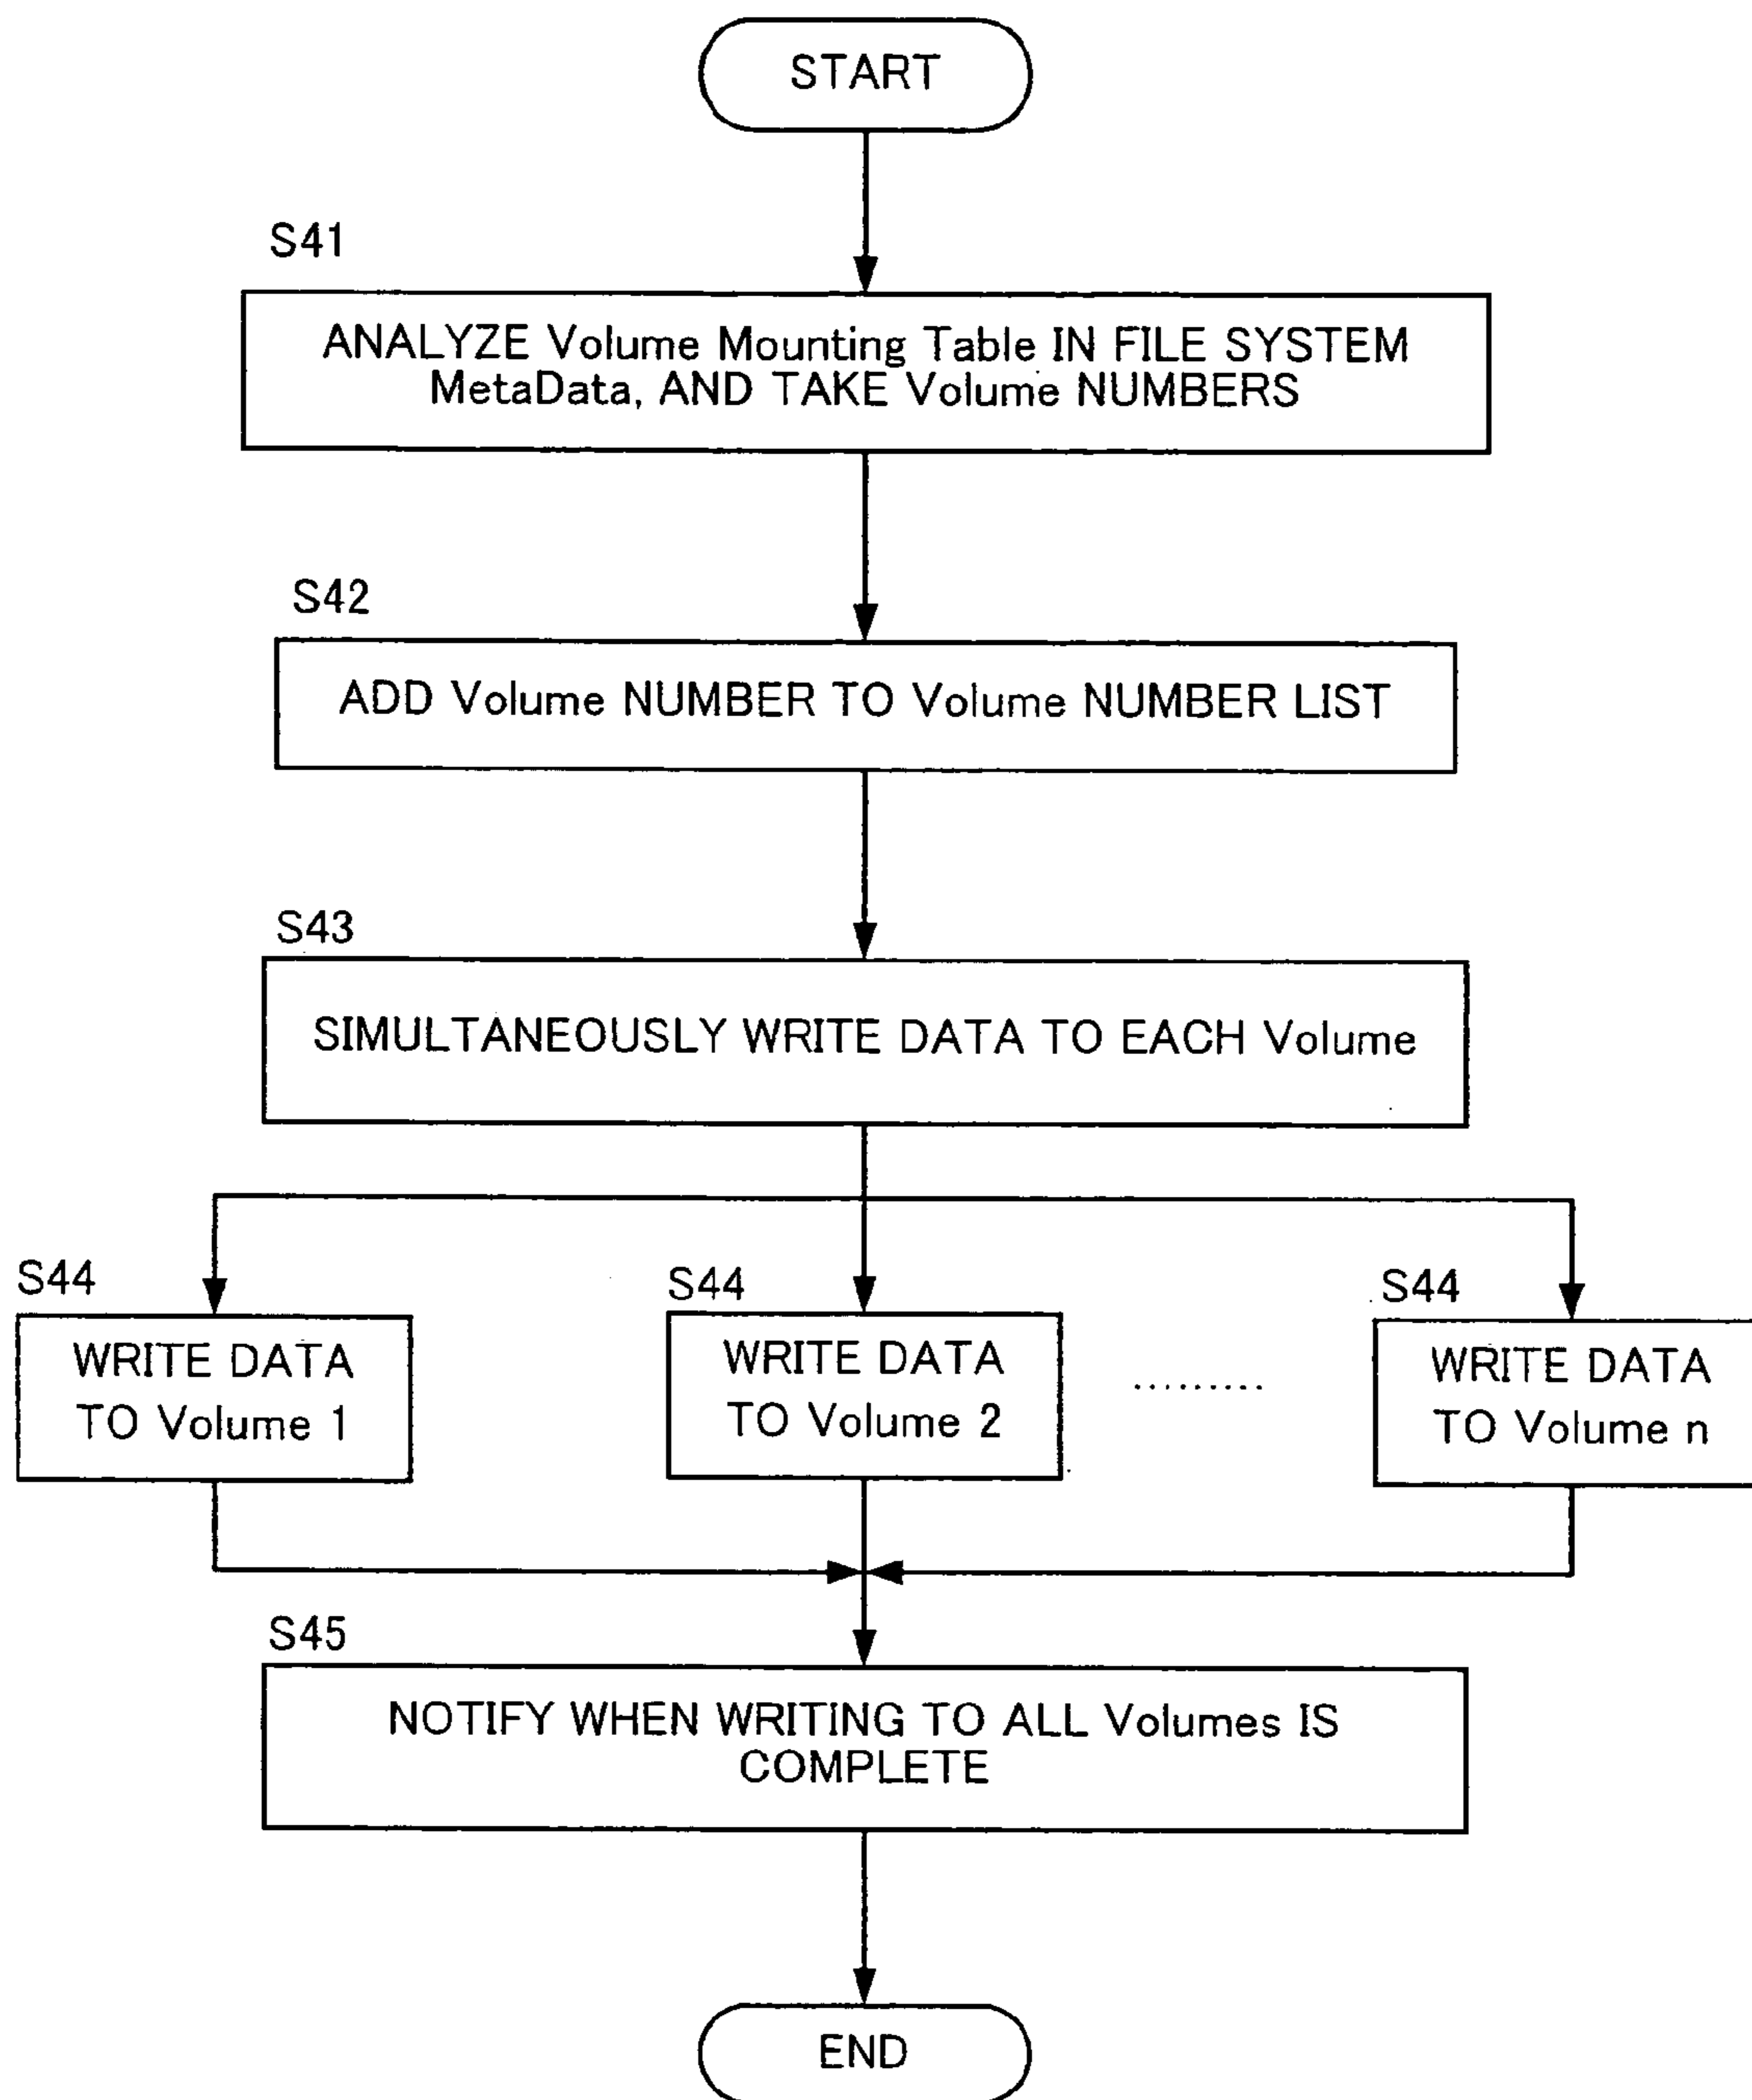 START
S41
ANALYZE Volume Mounting Table IN FILE SYSTEM
MetaData, AND TAKE Volume NUMBERS
S42
ADD Volume NUMBER TO Volume NUMBER LIST
S43
SIMULTANEOUSLY WRITE DATA TO EACH Volume
S44
WRITE DATA
TO Volume 1
S44
WRITE DATA
TO Volume 2
.........
S44
WRITE DATA
TO Volume n
S45
NOTIFY WHEN WRITING TO ALL Volumes IS
COMPLETE
END